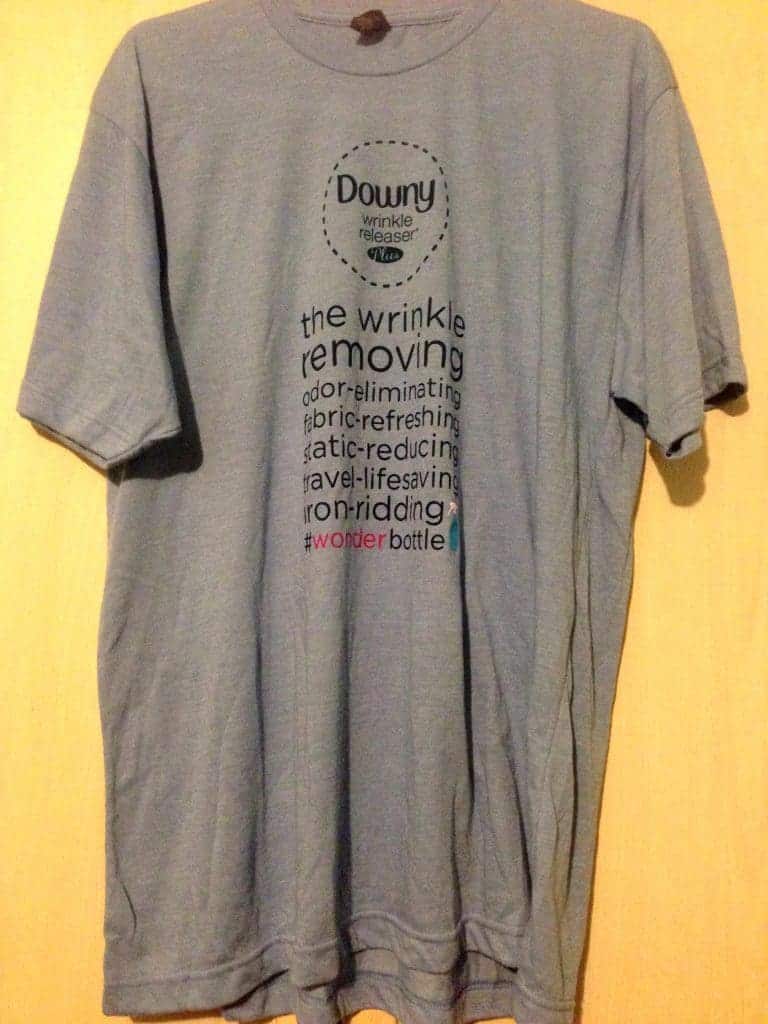 Downy
wrinkle
releaser
Plus
the wrinkle
removing
odor-eliminating
fabric-refreshing
static-reducing
travel-lifesaving
iron-ridding
#wonderbottle